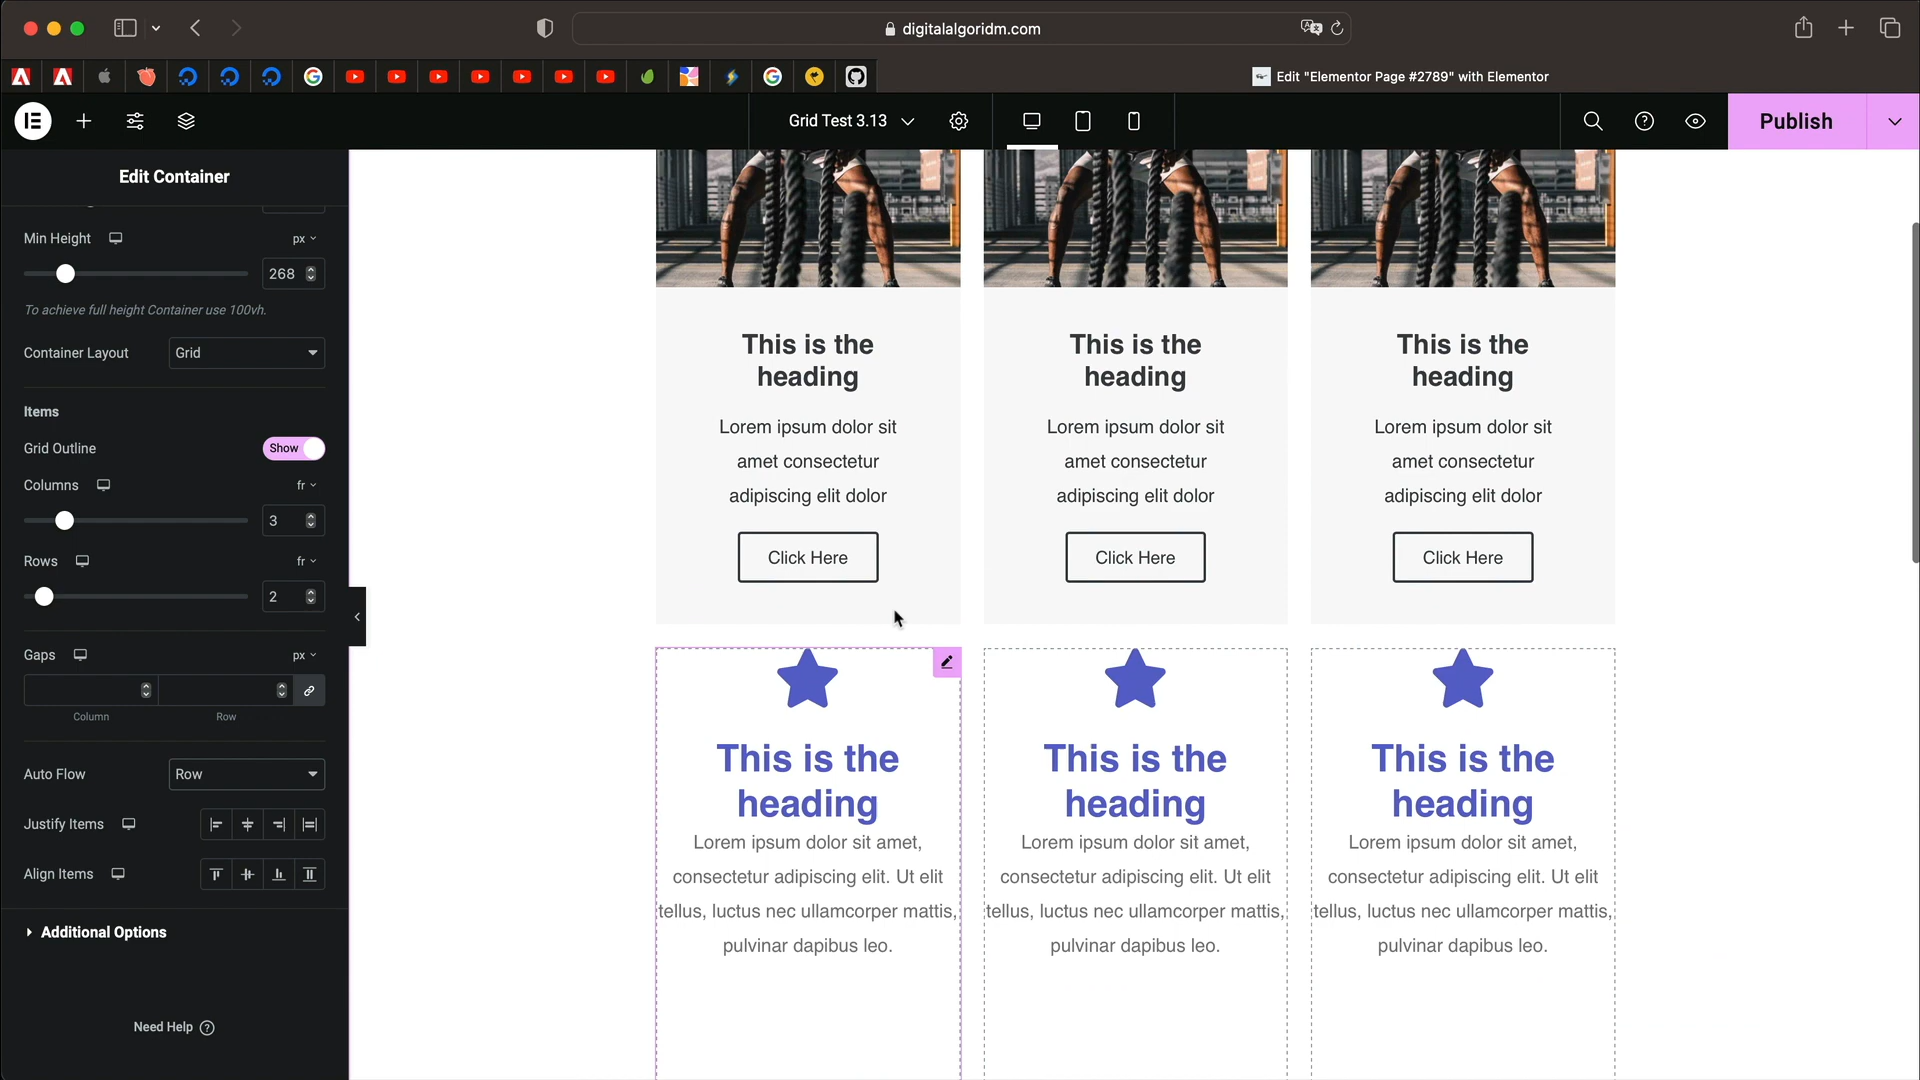 digitalalgoridm.com
Edit "Elementor Page #2789" with Elementor
Grid Test 3.13
Publish
Edit Container
Min Height
px
268
To achieve full height Container use 100vh.
Container Layout
Grid
Items
Grid Outline
Show
Columns
fr
3
Rows
fr
2
Gaps
px
Column
Row
Auto Flow
Row
Justify Items
Align Items
Additional Options
Need Help
This is the
heading
Lorem ipsum dolor sit
amet consectetur
adipiscing elit dolor
Click Here
This is the
heading
Lorem ipsum dolor sit
amet consectetur
adipiscing elit dolor
Click Here
This is the
heading
Lorem ipsum dolor sit
amet consectetur
adipiscing elit dolor
Click Here
This is the
heading
Lorem ipsum dolor sit amet,
consectetur adipiscing elit. Ut elit
tellus, luctus nec ullamcorper mattis,
pulvinar dapibus leo.
This is the
heading
Lorem ipsum dolor sit amet,
consectetur adipiscing elit. Ut elit
tellus, luctus nec ullamcorper mattis,
pulvinar dapibus leo.
This is the
heading
Lorem ipsum dolor sit amet,
consectetur adipiscing elit. Ut elit
tellus, luctus nec ullamcorper mattis,
pulvinar dapibus leo.